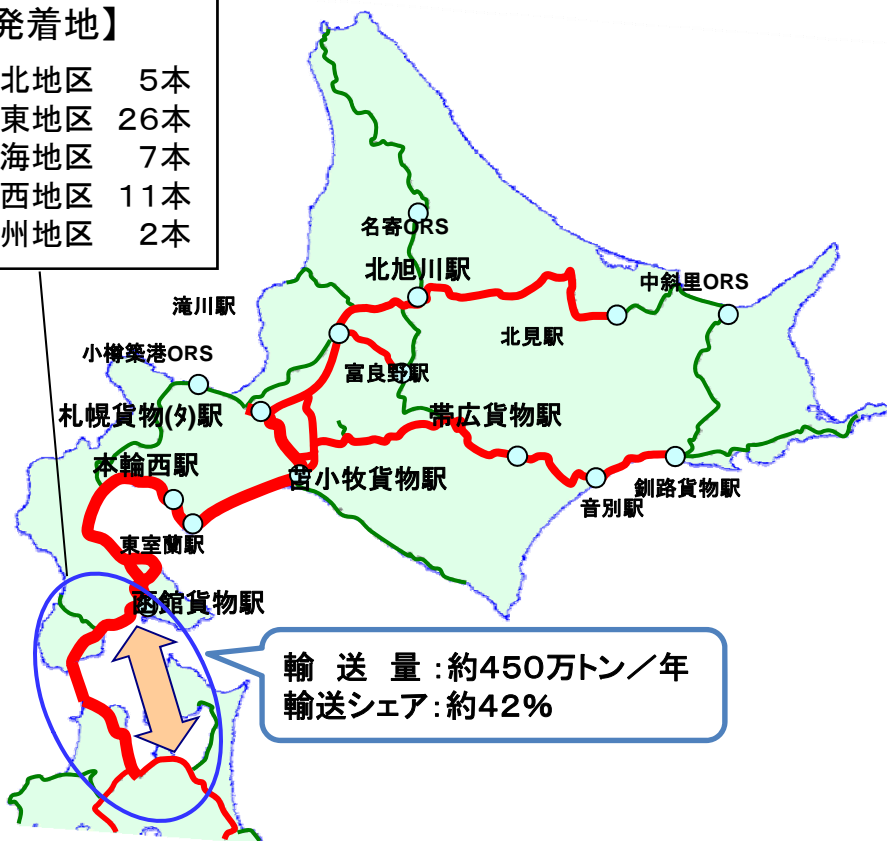 発着地】
北地区 5本
東地区 26本
海地区 7本
西地区 11本
州地区 2本
名寄ORS
北旭川駅
中斜里ORS
滝川駅
北見駅
小樽築港ORS
富良野駅
札幌貨物(タ)駅
帯広貨物駅
本輪西駅
苫小牧貨物駅
釧路貨物駅
音別駅
東室蘭駅
函館貨物駅
輸 送 量：約450万トン／年
輸送シェア：約42%